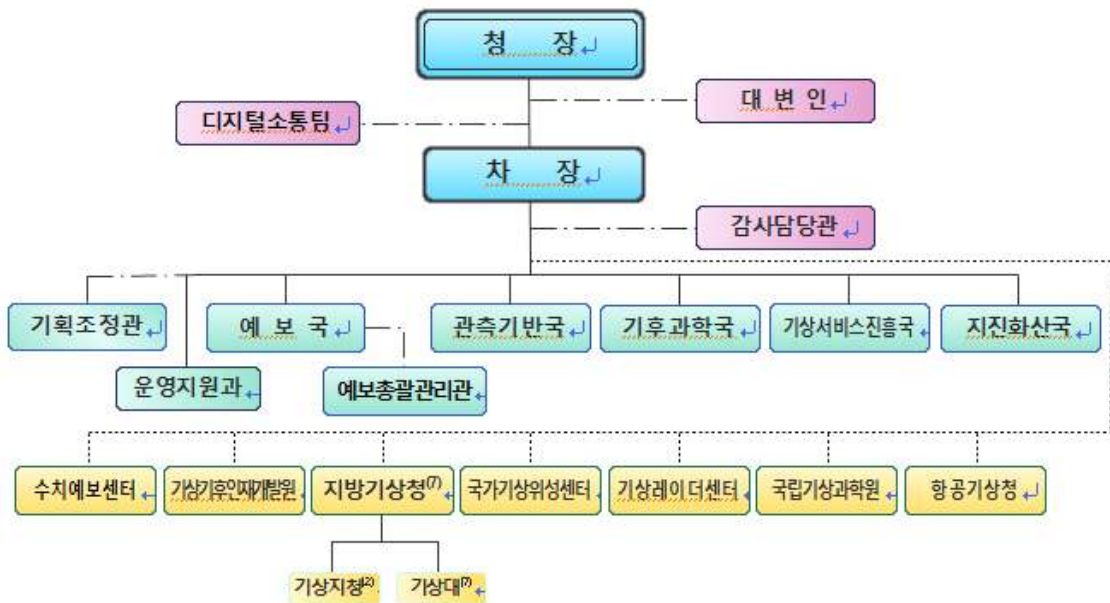 청 장
대 변 인
디지털소통팀
차 장
감사담당관
기획조정관
예 보 국
관측기반국
기후과학국
기상서비스진흥국
지진화산국
운영지원과
예보총괄관리관
수치예보센터
기상기후인재개발원
지방기상청(7)
국가기상위성센터
기상레이더센터
국립기상과학원
항공기상청
기상지청(2)
기상대(7)